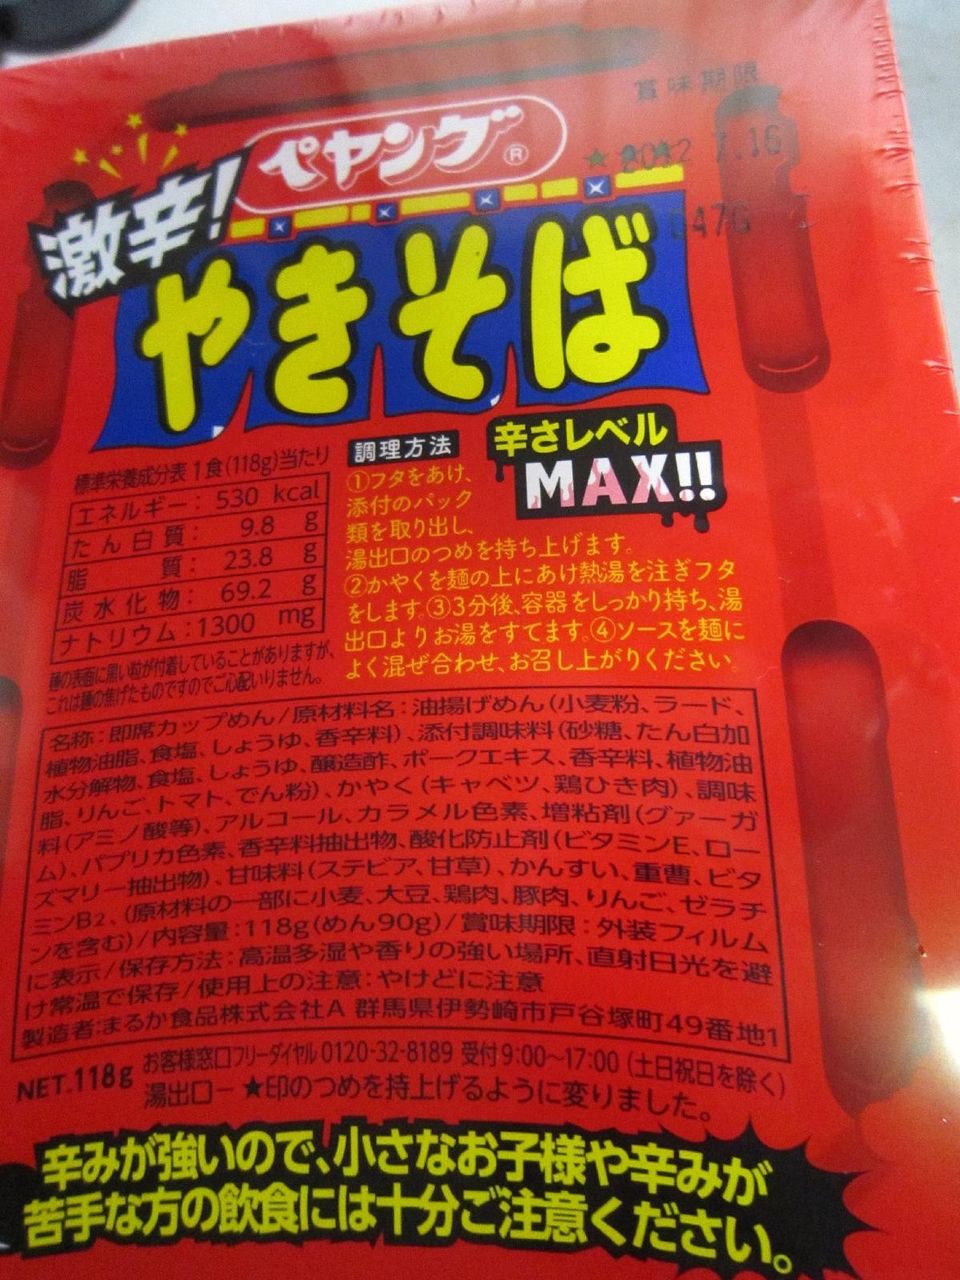 賞味期限
★2012 7.16
ペヤング®
激辛!
やきそば
辛さレベル
MAX!!
標準栄養成分表 1食(118g)当たり
エネルギー: 530 kcal
たん白質: 9.8 g
脂質: 23.8 g
炭水化物: 69.2 g
ナトリウム: 1300 mg
麺の表面に黒い粒が付着していることがありますが、
これは麺の焦げたものですのでご心配いりません。
調理方法
①フタをあけ、
添付のパック
類を取り出し、
湯出口のつめを持ち上げます。
②かやくを麺の上にあけ熱湯を注ぎフタ
をします。③3分後、容器をしっかり持ち、湯
出口よりお湯をすてます。④ソースを麺に
よく混ぜ合わせ、お召し上がりください。
名称:即席カップめん/原材料名:油揚げめん(小麦粉、ラード、
植物油脂、食塩、しょうゆ、香辛料)、添付調味料(砂糖、たん白加
水分解物、食塩、しょうゆ、醸造酢、ポークエキス、香辛料、植物油
脂、りんご、トマト、でん粉)、かやく(キャベツ、鶏ひき肉)、調味
料(アミノ酸等)、アルコール、カラメル色素、増粘剤(グァーガ
ム)、パプリカ色素、香辛料抽出物、酸化防止剤(ビタミンE、ロー
ズマリー抽出物)、甘味料(ステビア、甘草)、かんすい、重曹、ビタ
ミンB2、(原材料の一部に小麦、大豆、鶏肉、豚肉、りんご、ゼラチ
ンを含む)/内容量:118g(めん90g)/賞味期限:外装フィルム
に表示/保存方法:高温多湿や香りの強い場所、直射日光を避
け常温で保存/使用上の注意:やけどに注意
製造者:まるか食品株式会社A 群馬県伊勢崎市戸谷塚町49番地1
NET.118g
お客様窓口フリーダイヤル0120-32-8189 受付9:00~17:00 (土日祝日を除く)
湯出口ー★印のつめを持上げるように変りました。
辛みが強いので、小さなお子様や辛みが
苦手な方の飲食には十分ご注意ください。